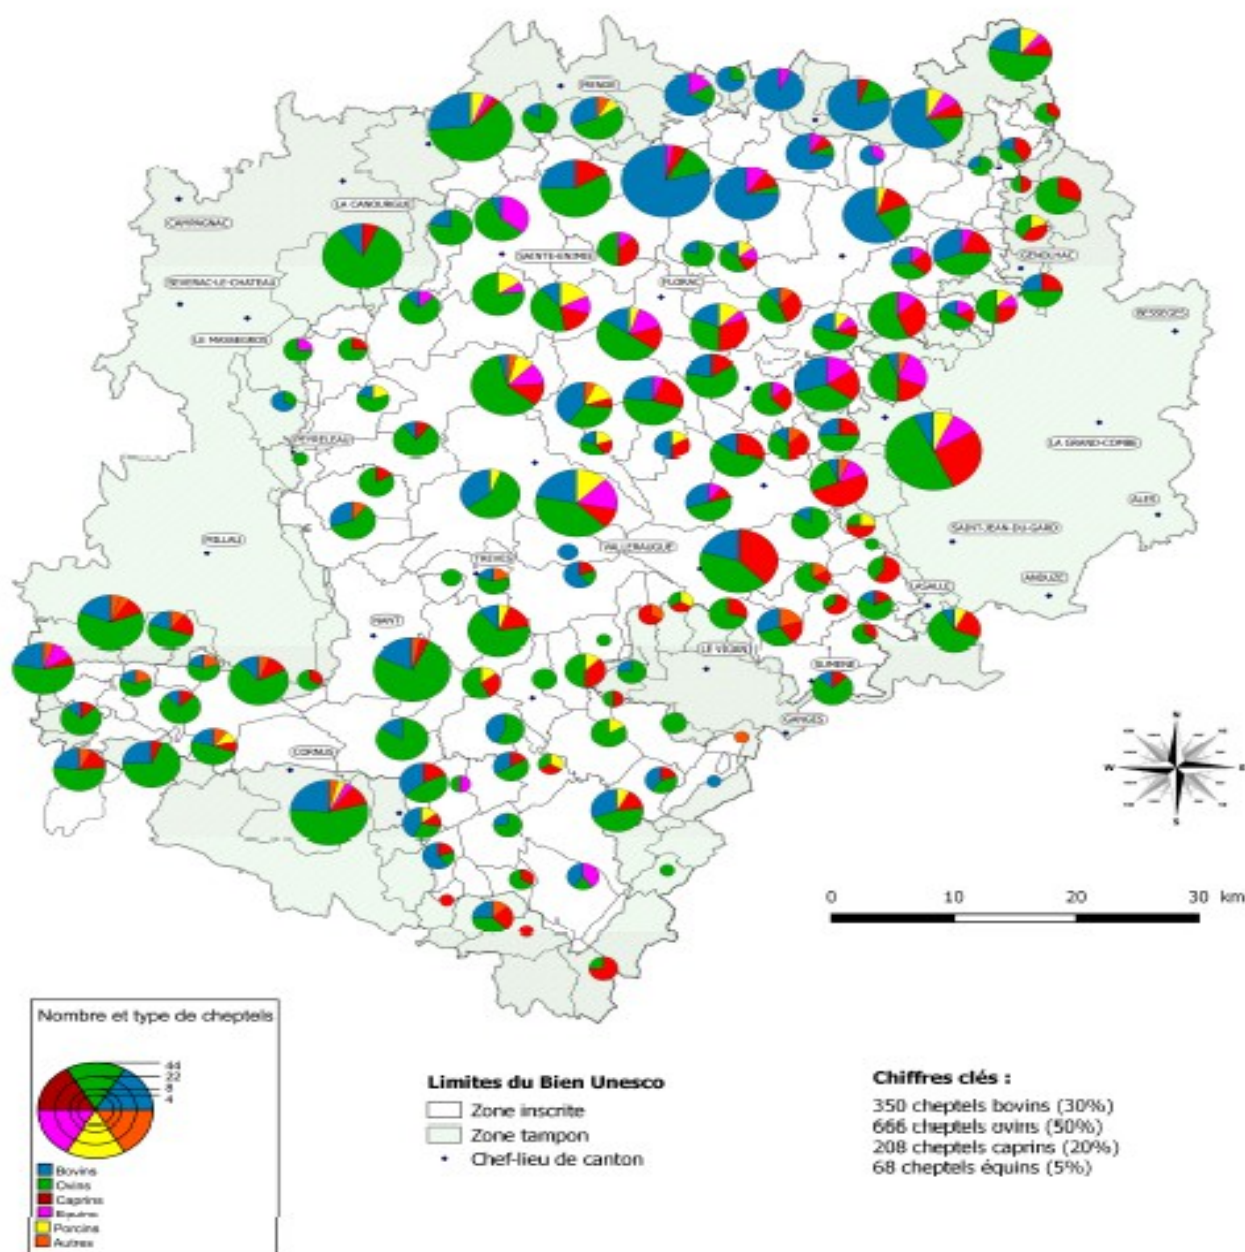 MENDE
LA CANOURGUE
CAMPAGNAC
SAINTE-ENIMIE
GENOLHAC
SEVERAC-LE-CHATEAU
FLORAC
BESSEGES
LE MASSEGROS
PEYRELEAU
LA GRAND-COMBE
ALES
MILLAU
VALLERAUGUE
SAINT-JEAN-DU-GARD
TREVES
LASALLE
ANDUZE
NANT
LE VIGAN
SUMENE
GANGES
CORNUS
N
W
E
S
0 10 20 30 km
Nombre et type de cheptels
44
22
8
4
Bovins
Ovins
Caprins
Equins
Porcins
Autres
Limites du Bien Unesco
Zone inscrite
Zone tampon
Chef-lieu de canton
Chiffres clés :
350 cheptels bovins (30%)
666 cheptels ovins (50%)
208 cheptels caprins (20%)
68 cheptels équins (5%)